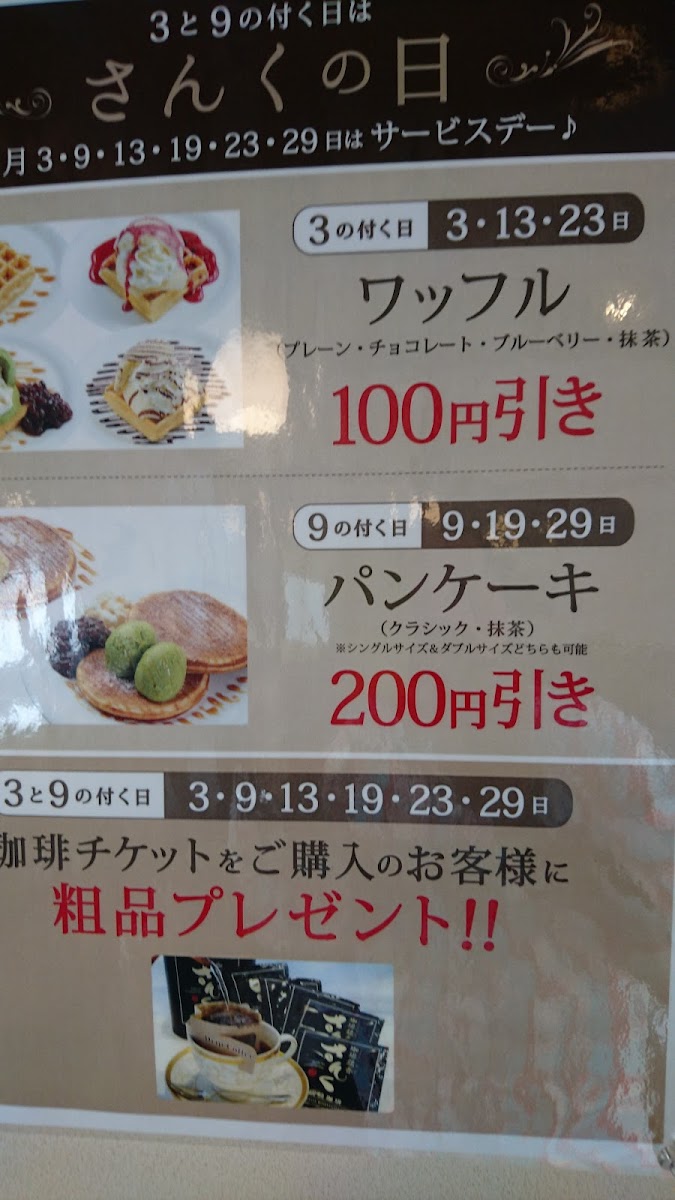 3と9の付く日は
さんくの日
月3・9・13・19・23・29日はサービスデー♪
3の付く日 3・13・23日
ワッフル
(プレーン・チョコレート・ブルーベリー・抹茶)
100円引き
9の付く日 9・19・29日
パンケーキ
(クラシック・抹茶)
※シングルサイズ&ダブルサイズどちらも可能
200円引き
3と9の付く日 3・9・13・19・23・29日
珈琲チケットをご購入のお客様に
粗品プレゼント!!
さんく
さんく